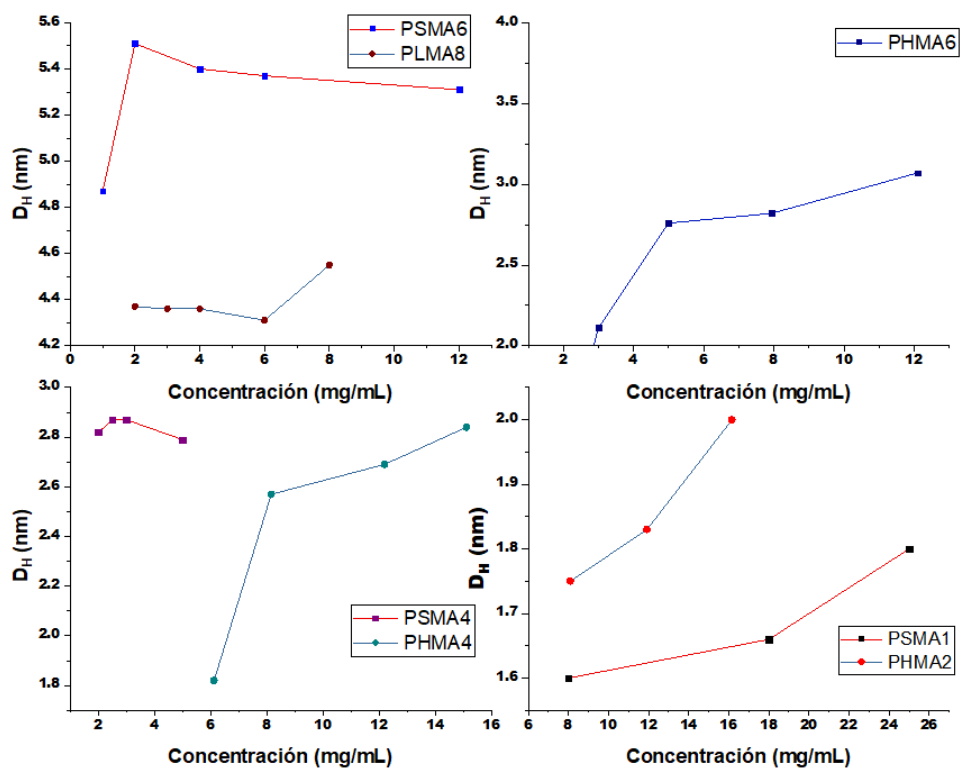 5.6
5.4
5.2
5.0
4.8
4.6
4.4
4.2
D_H (nm)
PSMA6
PLMA8
0 2 4 6 8 10 12
Concentración (mg/mL)
4.0
3.5
3.0
2.5
2.0
D_H (nm)
PHMA6
2 4 6 8 10 12
Concentración (mg/mL)
3.0
2.8
2.6
2.4
2.2
2.0
1.8
D_H (nm)
PSMA4
PHMA4
2 4 6 8 10 12 14 16
Concentración (mg/mL)
2.0
1.9
1.8
1.7
1.6
D_H (nm)
PSMA1
PHMA2
6 8 10 12 14 16 18 20 22 24 26
Concentración (mg/mL)